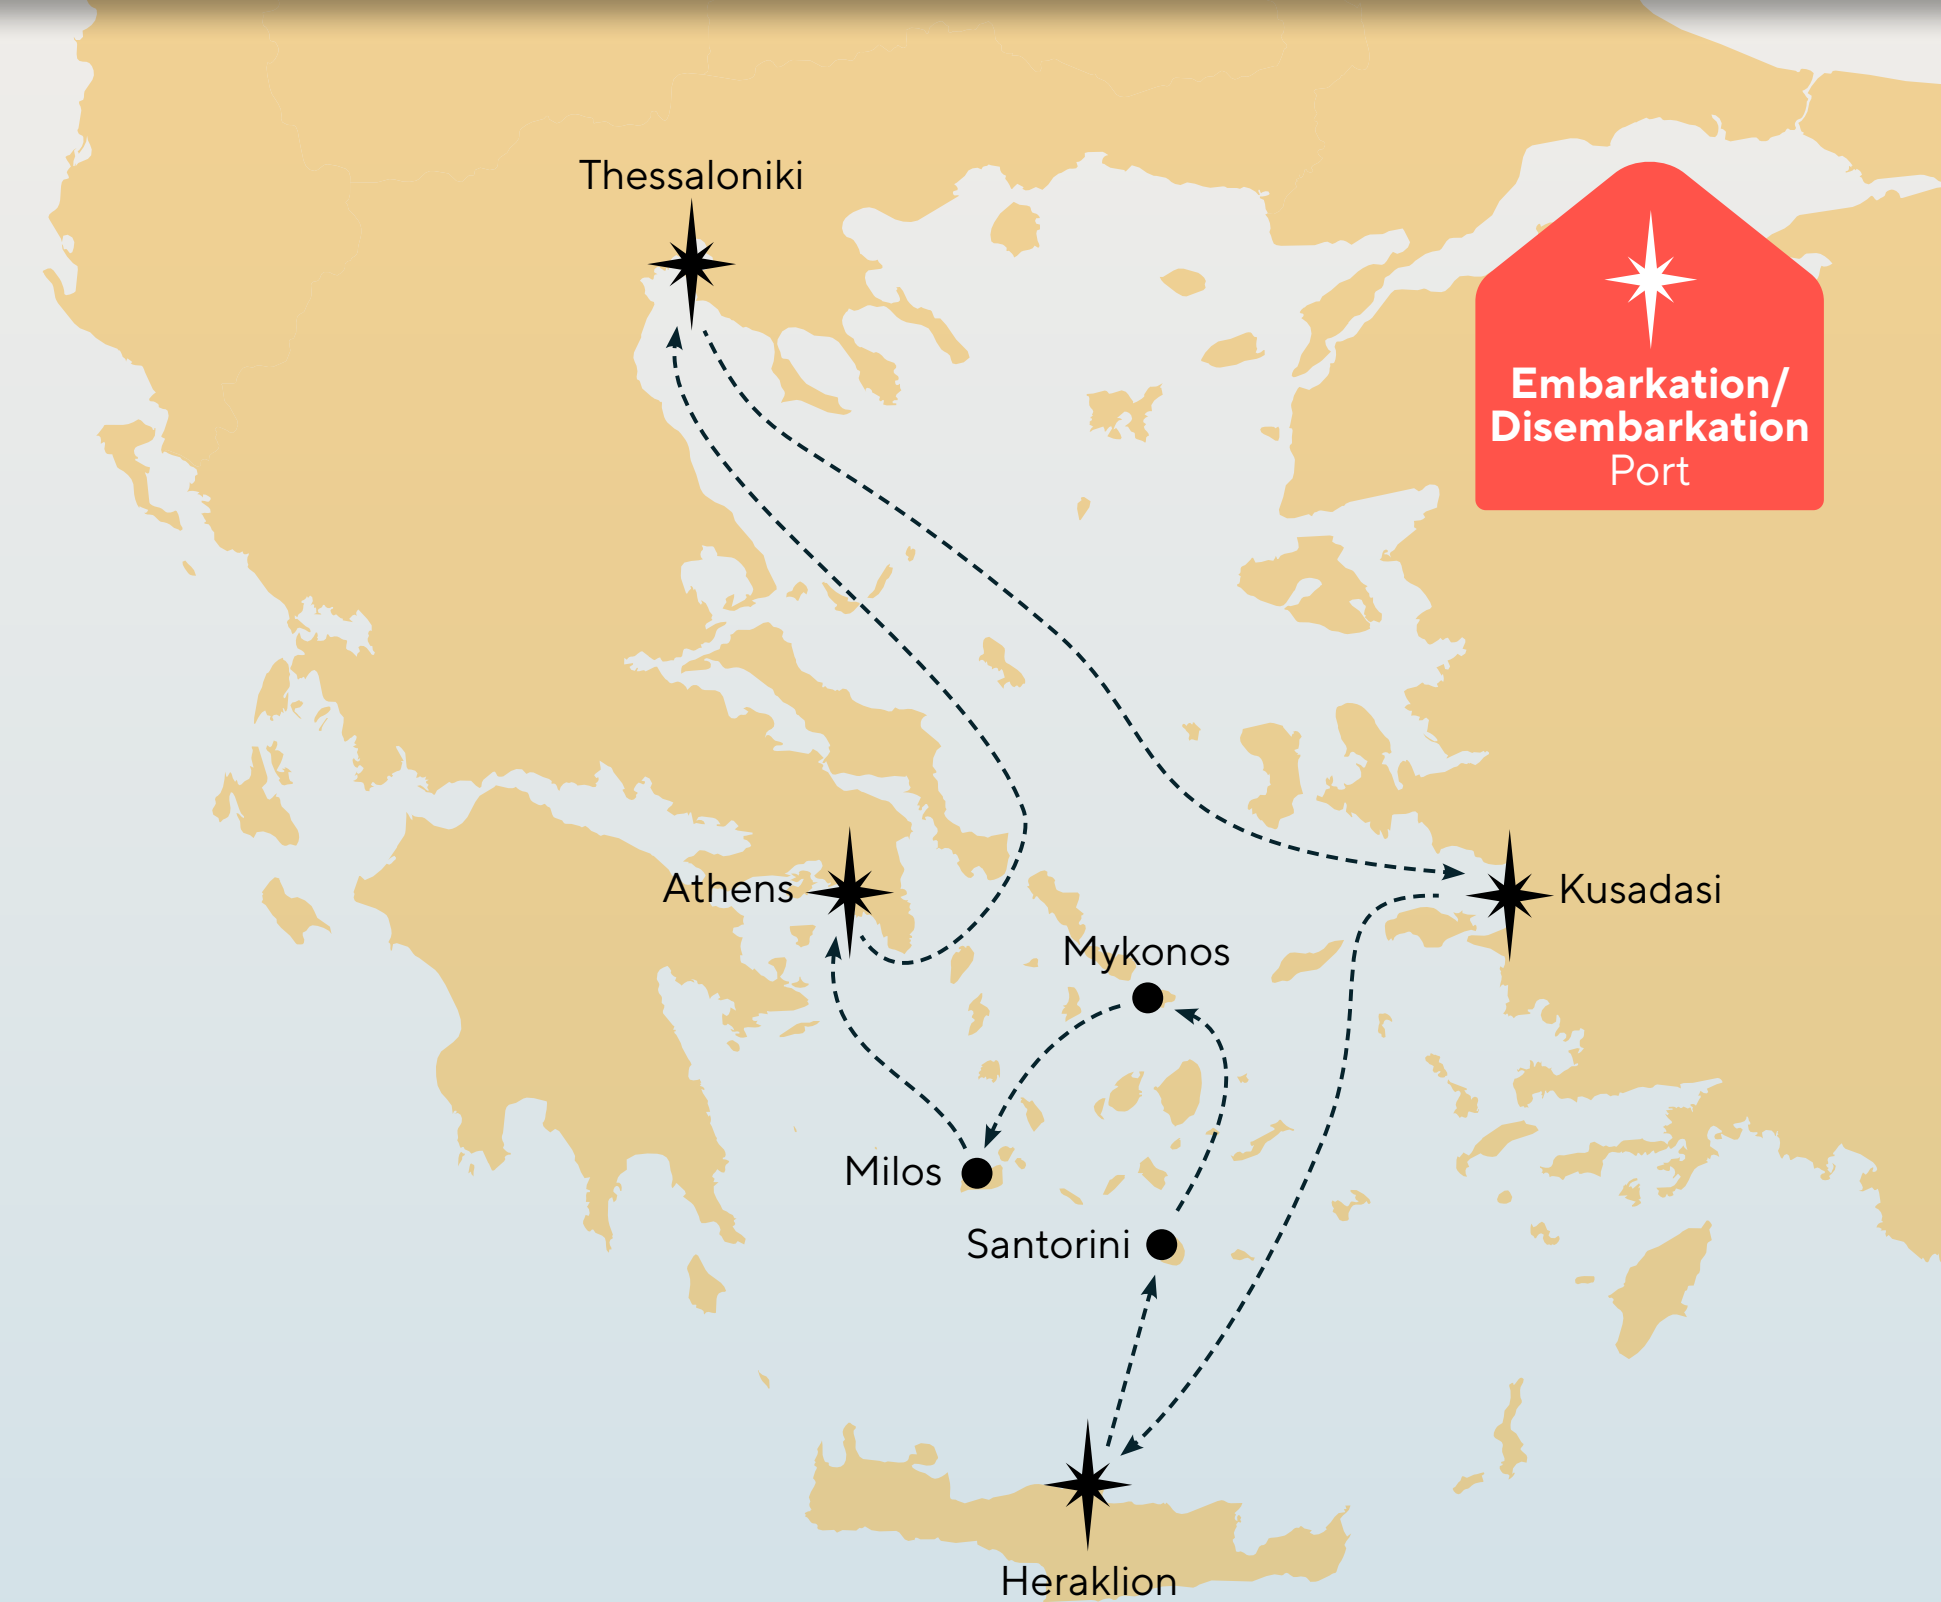 Thessaloniki
Embarkation/
Disembarkation
Port
Athens
Kusadasi
Mykonos
Milos
Santorini
Heraklion